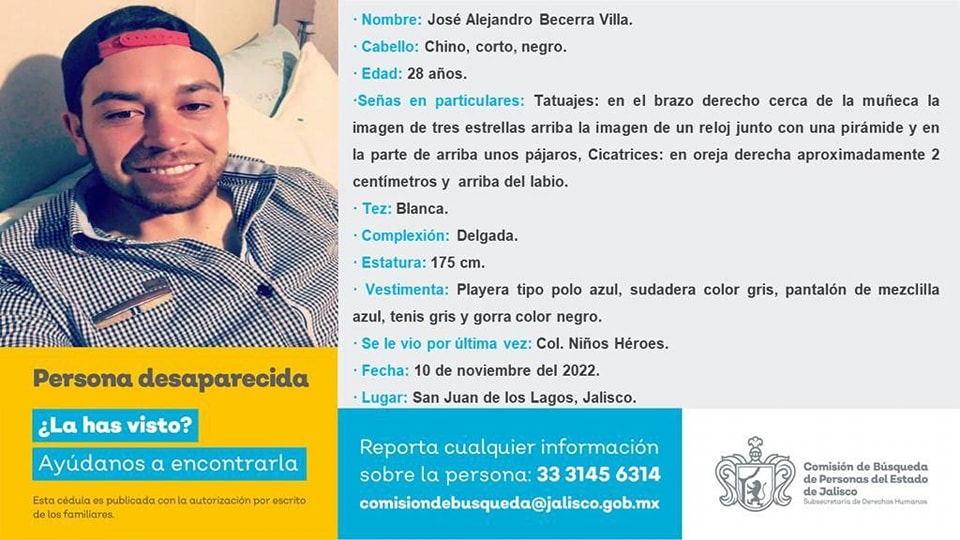 · Nombre: José Alejandro Becerra Villa.
· Cabello: Chino, corto, negro.
· Edad: 28 años.
·Señas en particulares: Tatuajes: en el brazo derecho cerca de la muñeca la
imagen de tres estrellas arriba la imagen de un reloj junto con una pirámide y en
la parte de arriba unos pájaros, Cicatrices: en oreja derecha aproximadamente 2
centímetros y arriba del labio.
· Tez: Blanca.
· Complexión: Delgada.
· Estatura: 175 cm.
· Vestimenta: Playera tipo polo azul, sudadera color gris, pantalón de mezclilla
azul, tenis gris y gorra color negro.
· Se le vio por última vez: Col. Niños Héroes.
· Fecha: 10 de noviembre del 2022.
· Lugar: San Juan de los Lagos, Jalisco.
Persona desaparecida
¿La has visto?
Ayúdanos a encontrarla
Esta cédula es publicada con la autorización por escrito
de los familiares.
Reporta cualquier información
sobre la persona: 33 3145 6314
comisiondebusqueda@jalisco.gob.mx
Comisión de Búsqueda
de Personas del Estado
de Jalisco
Subsecretaría de Derechos Humanos